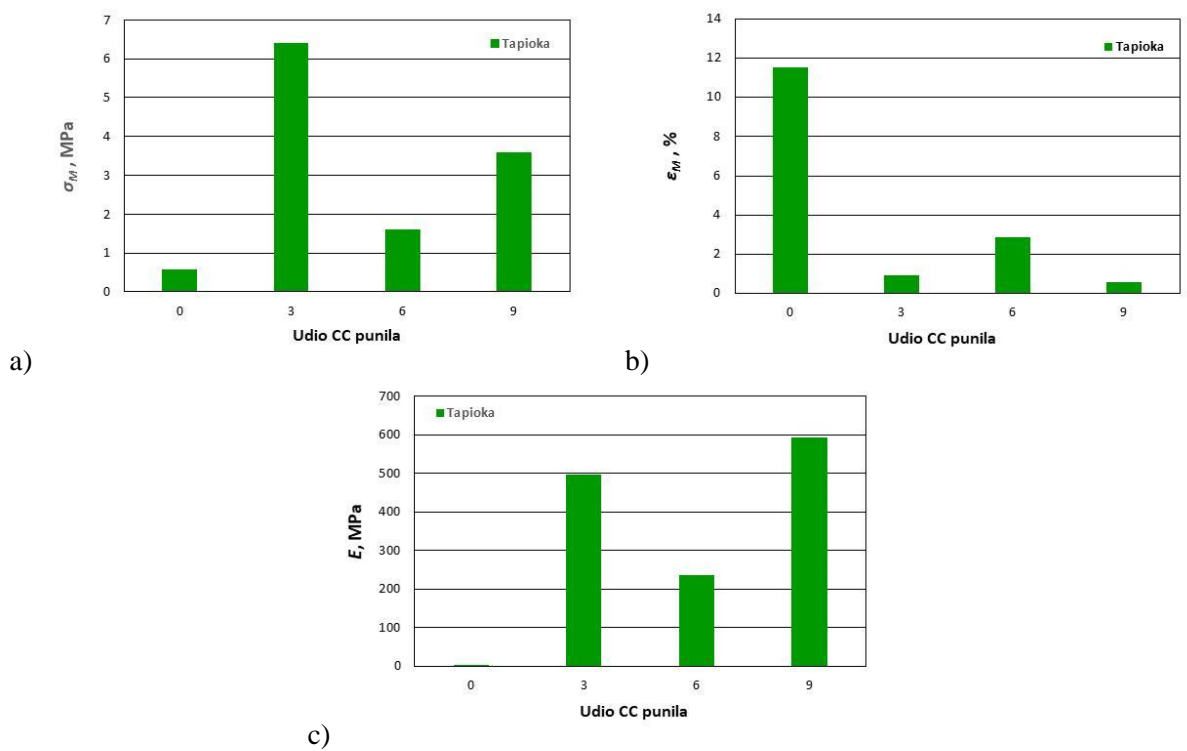 7
6
5
4
3
2
1
0
σM , MPa
Tapioka
0 3 6 9
Udio CC punila
a)
14
12
10
8
6
4
2
0
εM , %
Tapioka
0 3 6 9
Udio CC punila
b)
700
600
500
400
300
200
100
0
E, MPa
Tapioka
0 3 6 9
Udio CC punila
c)